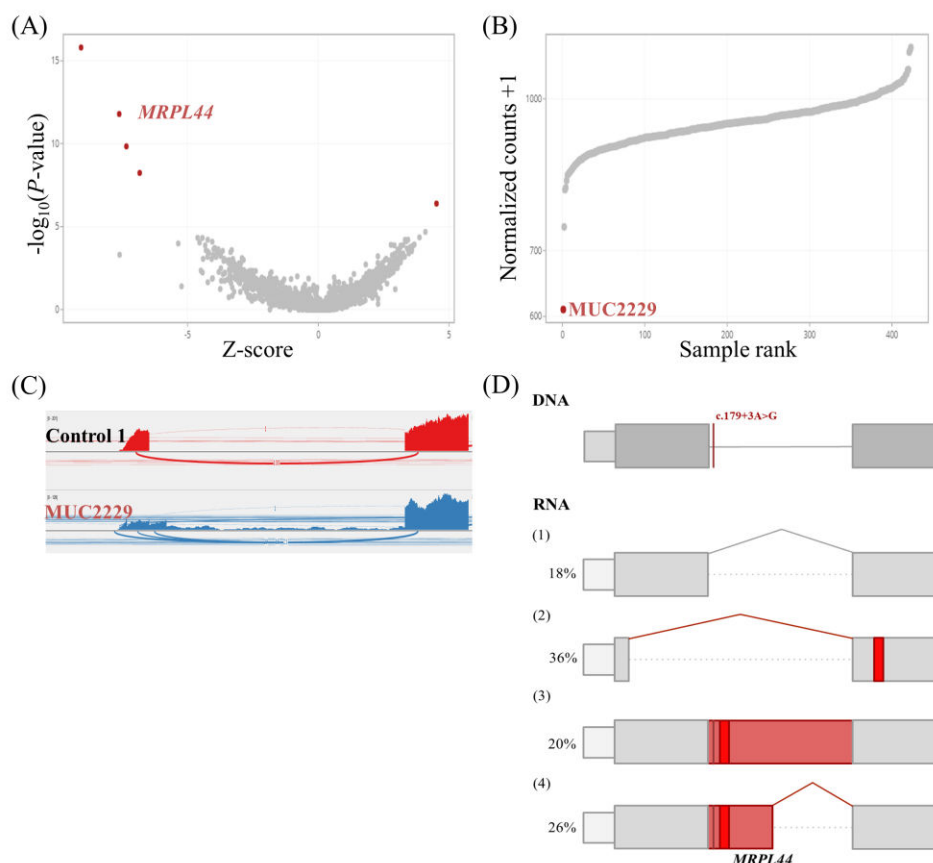 (A)
15
10
5
0
-5
0
5
MRPL44
-log10(P-value)
Z-score
(B)
1000
700
600
0
100
200
300
400
MUC2229
Normalized counts +1
Sample rank
(C)
Control 1
MUC2229
(D)
DNA
c.179+3A>G
RNA
(1)
18%
(2)
36%
(3)
20%
(4)
26%
MRPL44